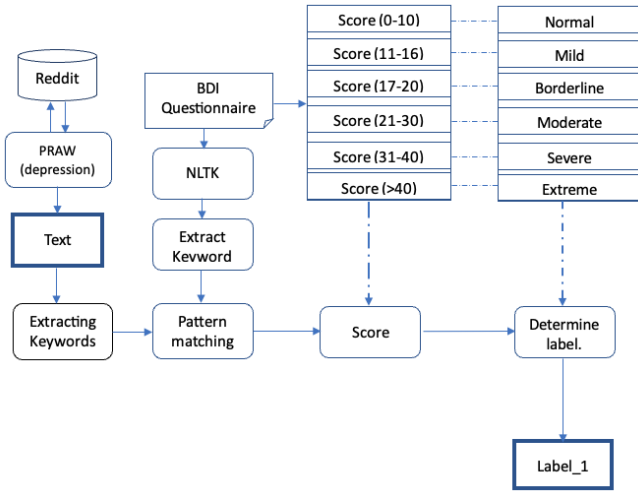 Score (0-10)
Normal
Score (11-16)
Mild
Score (17-20)
Borderline
Score (21-30)
Moderate
Score (31-40)
Severe
Score (>40)
Extreme
Reddit
BDI
Questionnaire
PRAW
(depression)
NLTK
Text
Extract
Keyword
Extracting
Keywords
Pattern
matching
Score
Determine
label.
Label_1